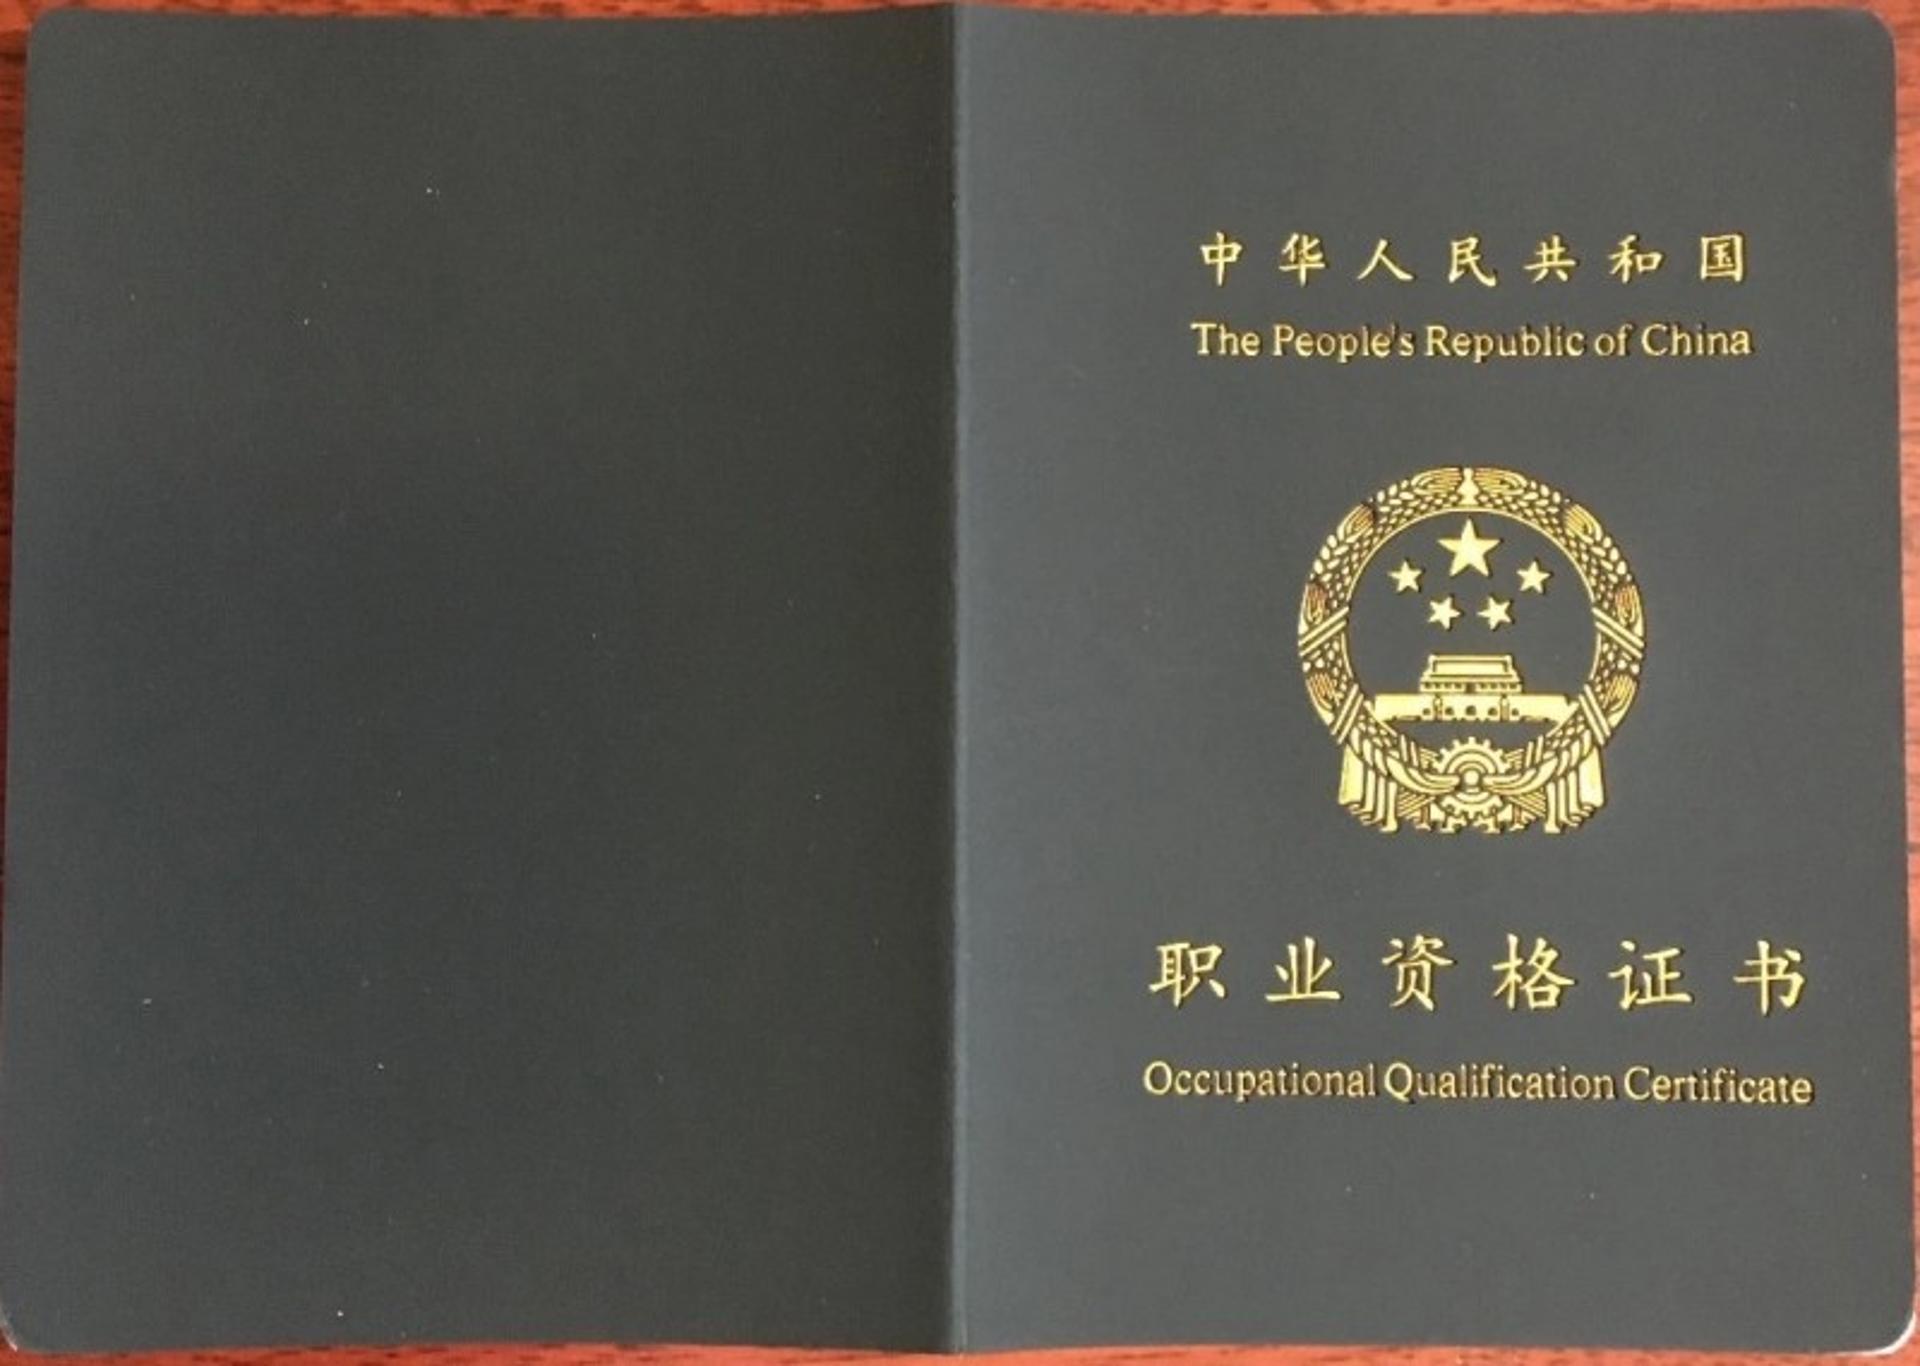 中华人民共和国
The People's Republic of China
职业资格证书
Occupational Qualification Certificate